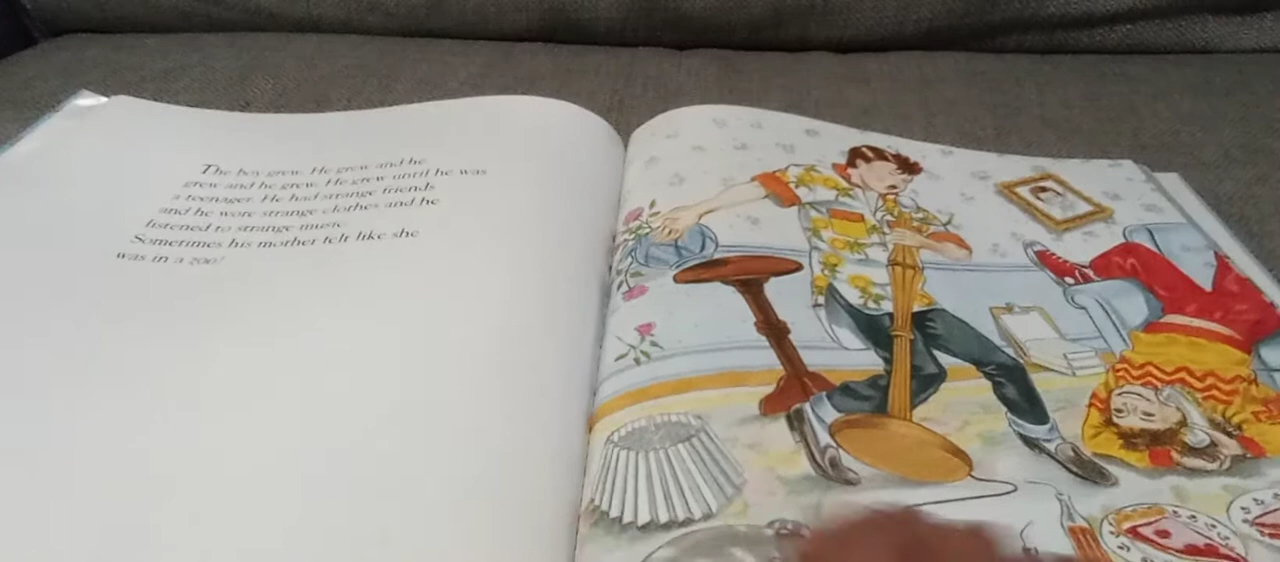 The boy grew. He grew and he
grew and he grew. He grew until he was
a teenager. He had strange friends
and he wore strange clothes and he
listened to strange music.
Sometimes his mother felt like she
was in a zoo!